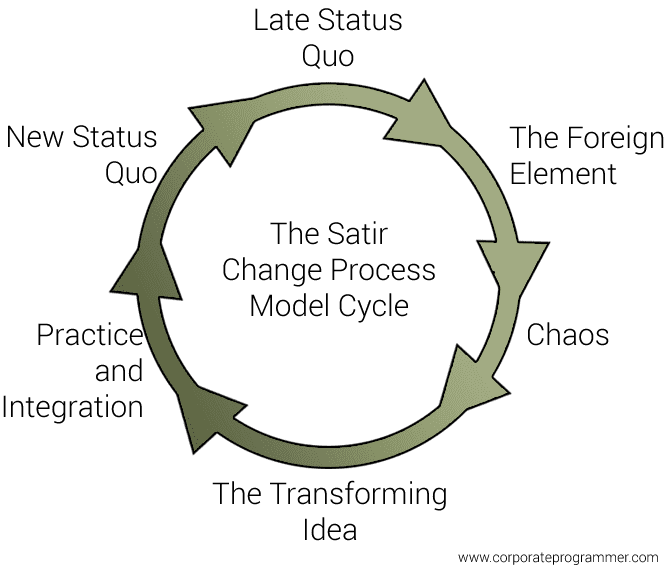 Late Status
Quo
The Foreign
Element
Chaos
The Transforming
Idea
Practice
and
Integration
New Status
Quo
The Satir
Change Process
Model Cycle
www.corporateprogrammer.com